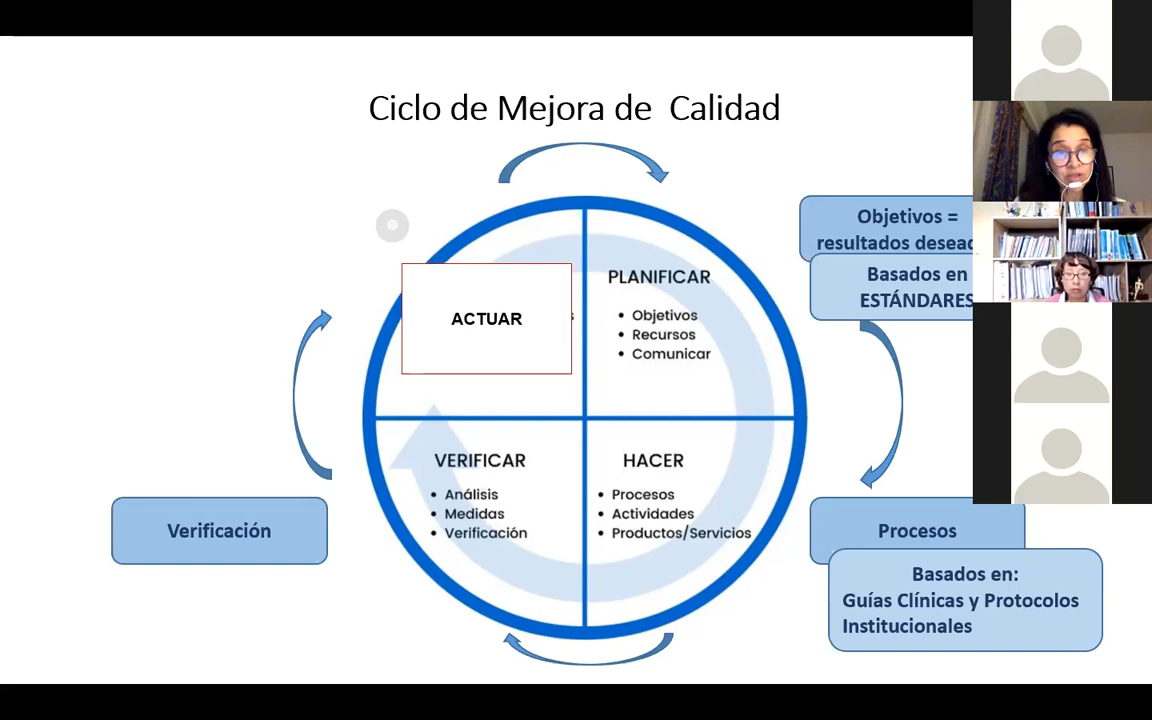 Ciclo de Mejora de Calidad
Objetivos =
resultados
Basados en
ESTÁNDARES
ACTUAR
PLANIFICAR
• Objetivos
• Recursos
• Comunicar
VERIFICAR
• Análisis
• Medidas
• Verificación
HACER
• Procesos
• Actividades
• Productos/Servicios
Verificación
Procesos
Basados en:
Guías Clínicas y Protocolos
Institucionales